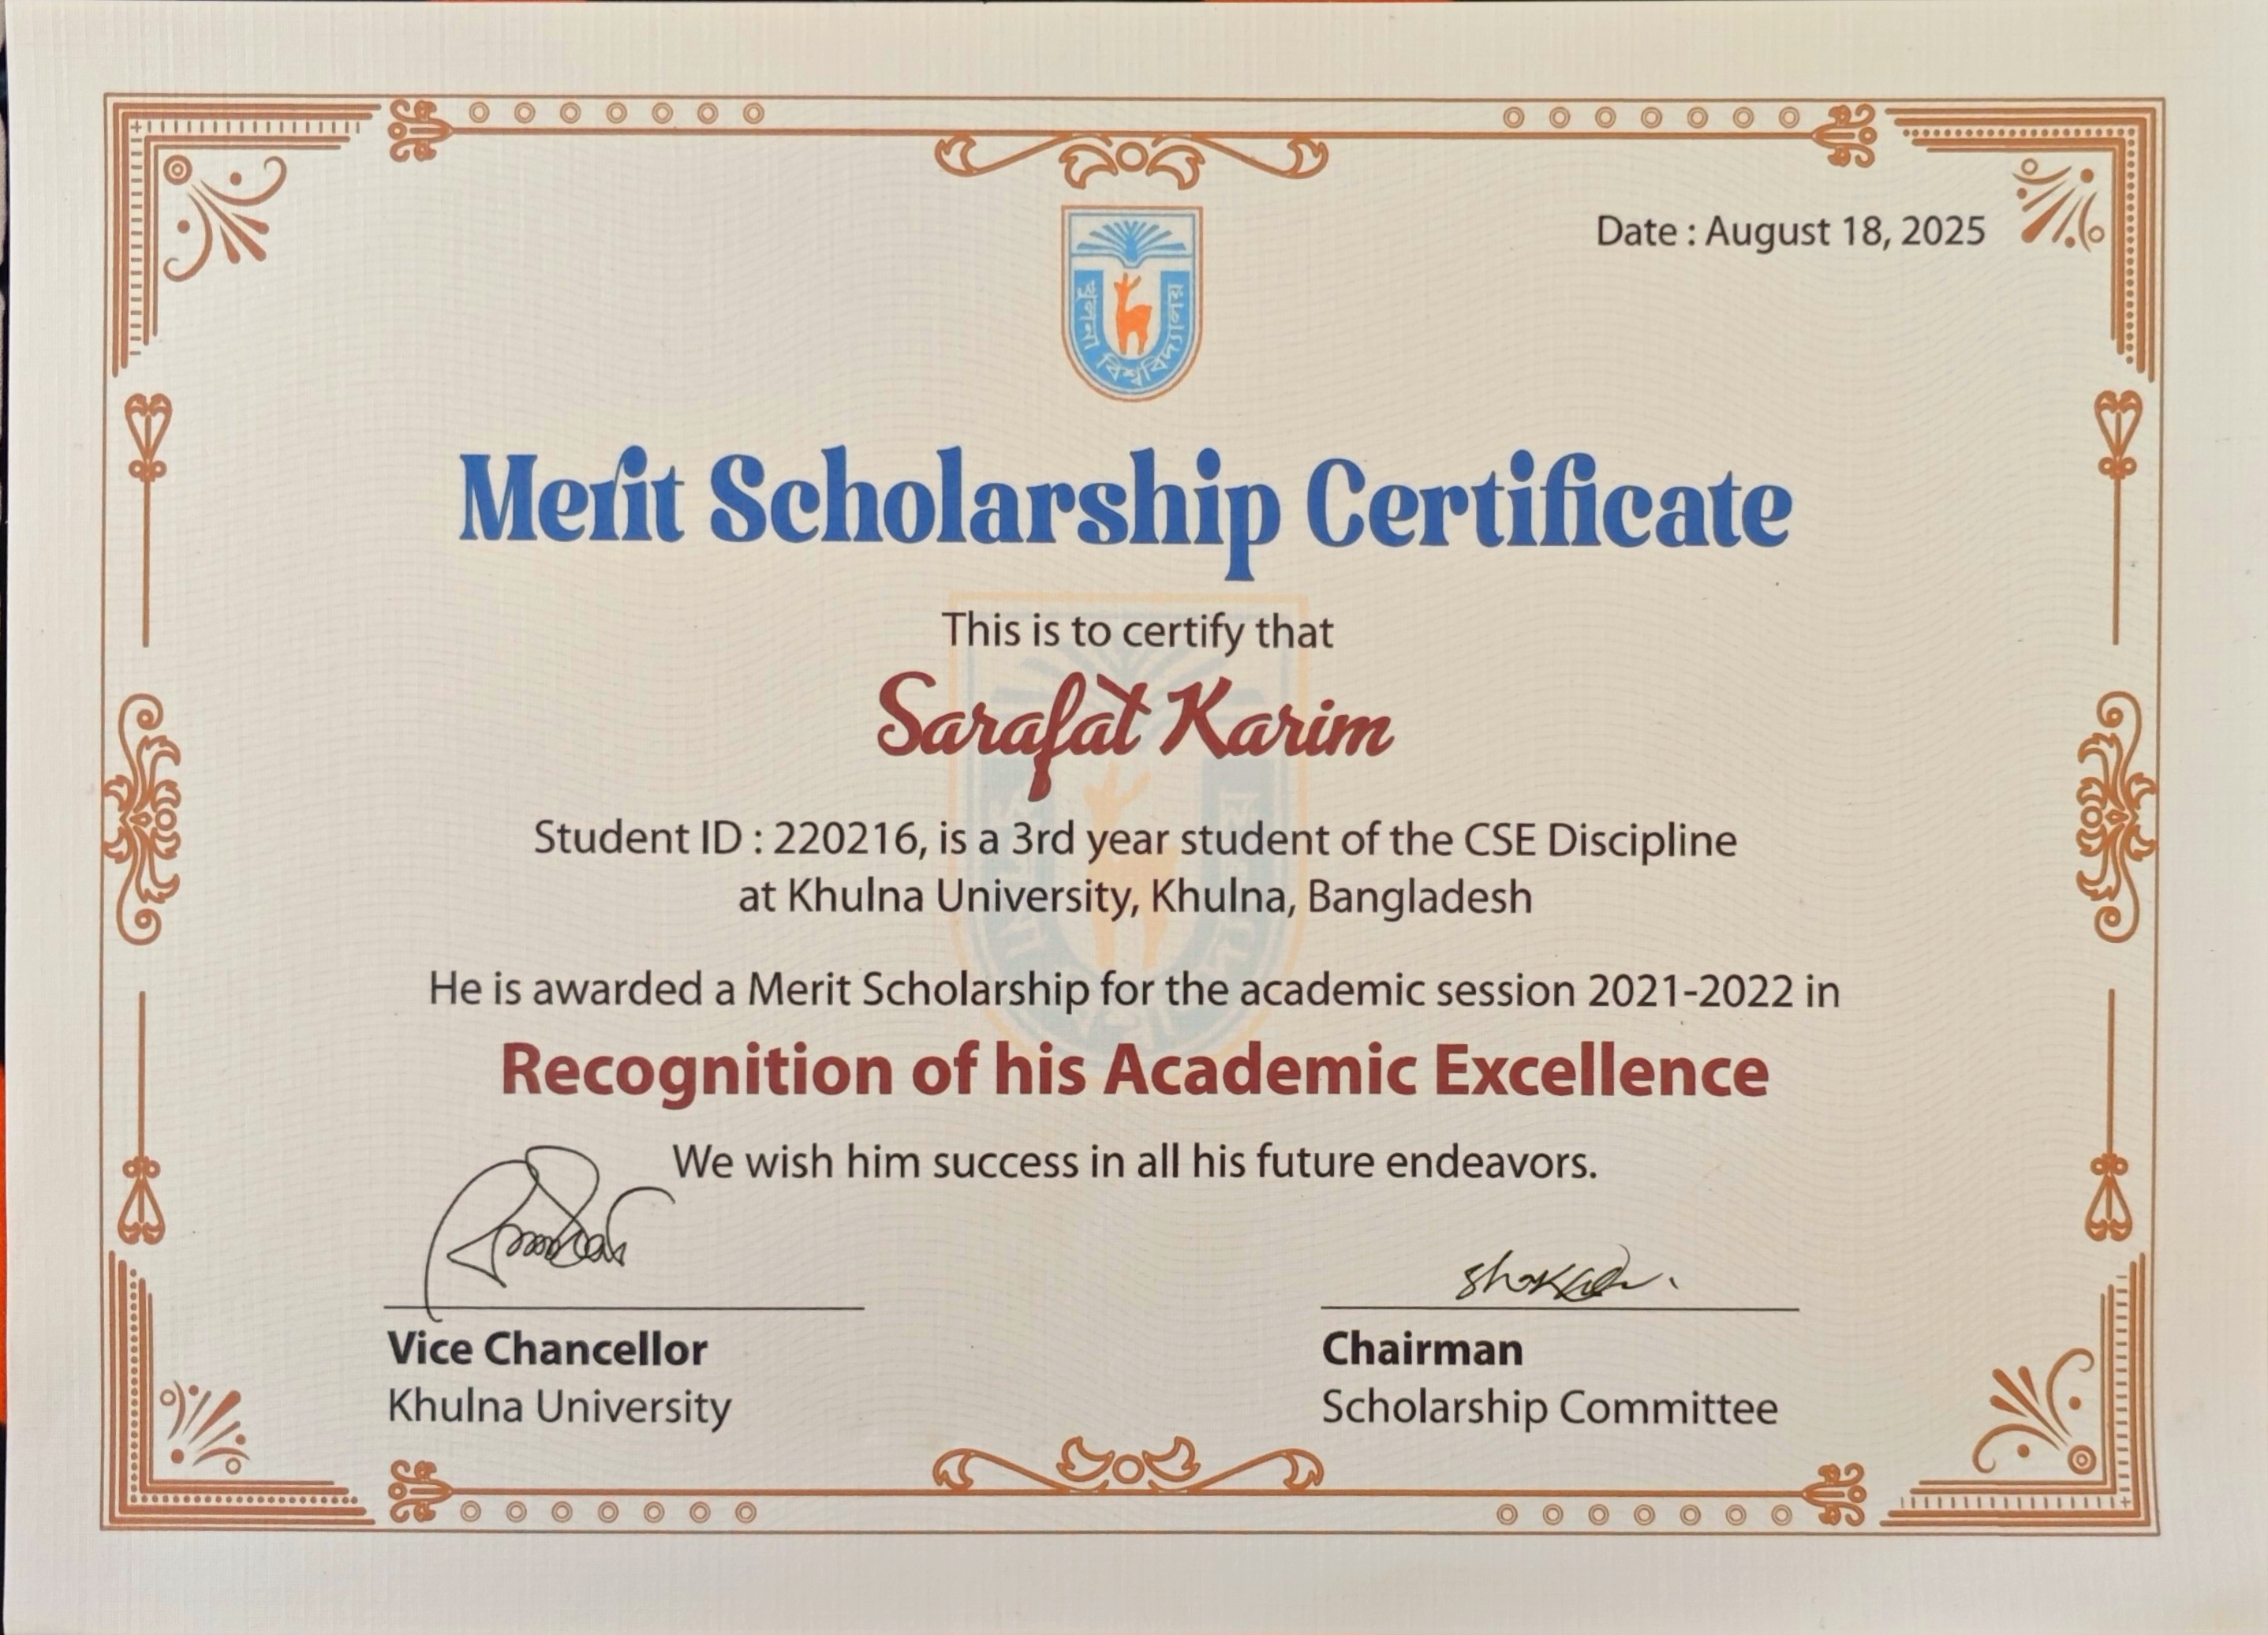 Date : August 18, 2025
খুলনা বিশ্ববিদ্যালয়
Merit Scholarship Certificate
This is to certify that
Sarafat Karim
Student ID : 220216, is a 3rd year student of the CSE Discipline
at Khulna University, Khulna, Bangladesh
He is awarded a Merit Scholarship for the academic session 2021-2022 in
Recognition of his Academic Excellence
We wish him success in all his future endeavors.
Vice Chancellor
Khulna University
Chairman
Scholarship Committee